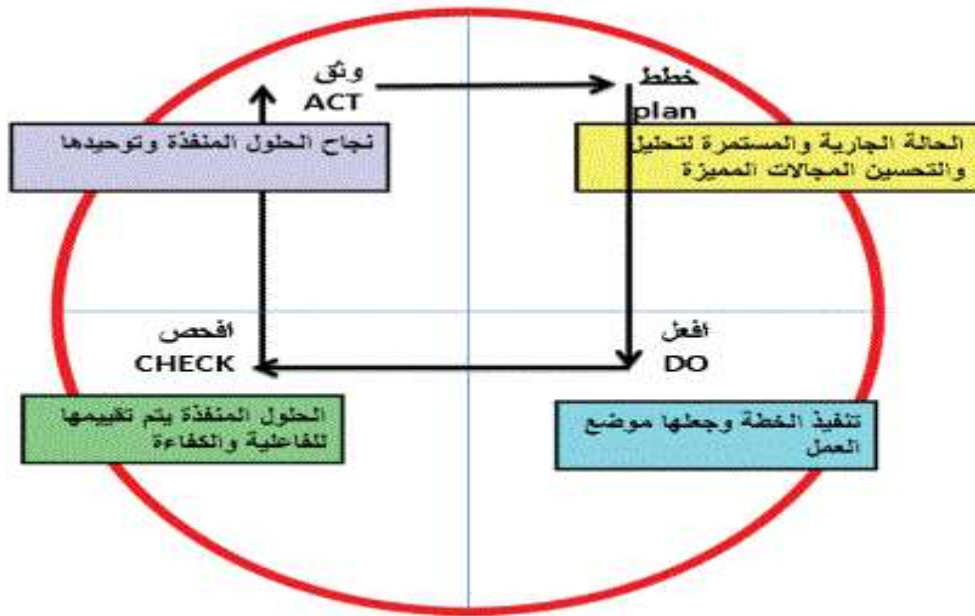 وثق
ACT
خطط
plan
نجاح الحلول المنفذة وتوحيدها
الحالة الجارية والمستمرة لتحليل
والتحسين المجالات المميزة
افحص
CHECK
افعل
DO
الحلول المنفذة يتم تقييمها
للفاعلية والكفاءة
تنفيذ الخطة وجعلها موضع
العمل